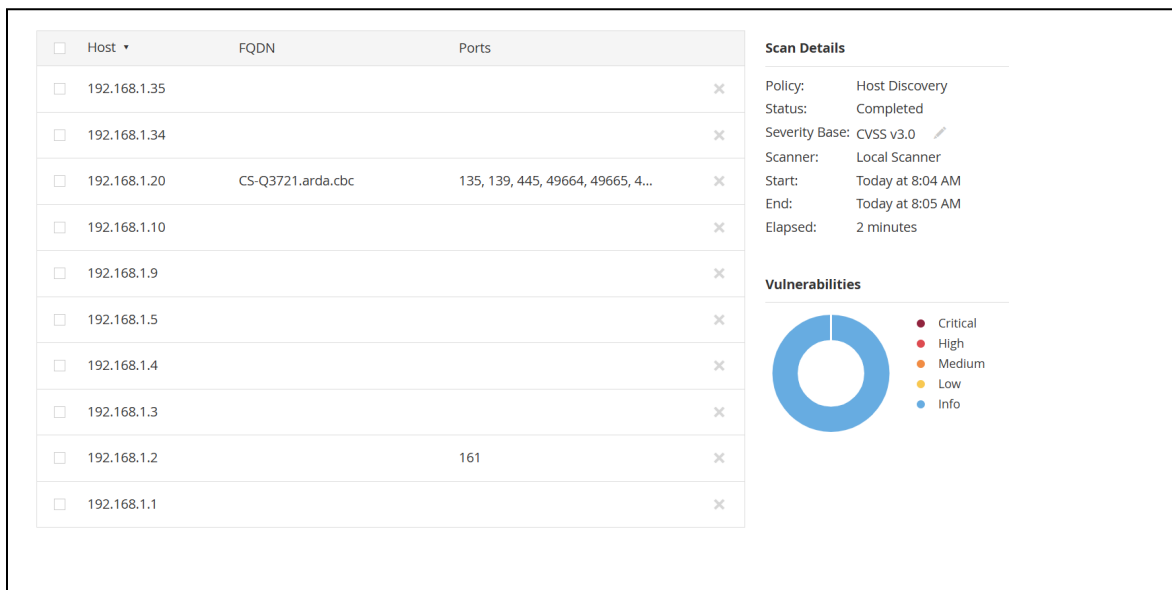 Host FQDN Ports
192.168.1.35
192.168.1.34
192.168.1.20 CS-Q3721.arda.cbc 135, 139, 445, 49664, 49665, 4...
192.168.1.10
192.168.1.9
192.168.1.5
192.168.1.4
192.168.1.3
192.168.1.2 161
192.168.1.1
Scan Details
Policy: Host Discovery
Status: Completed
Severity Base: CVSS v3.0
Scanner: Local Scanner
Start: Today at 8:04 AM
End: Today at 8:05 AM
Elapsed: 2 minutes
Vulnerabilities
Critical
High
Medium
Low
Info